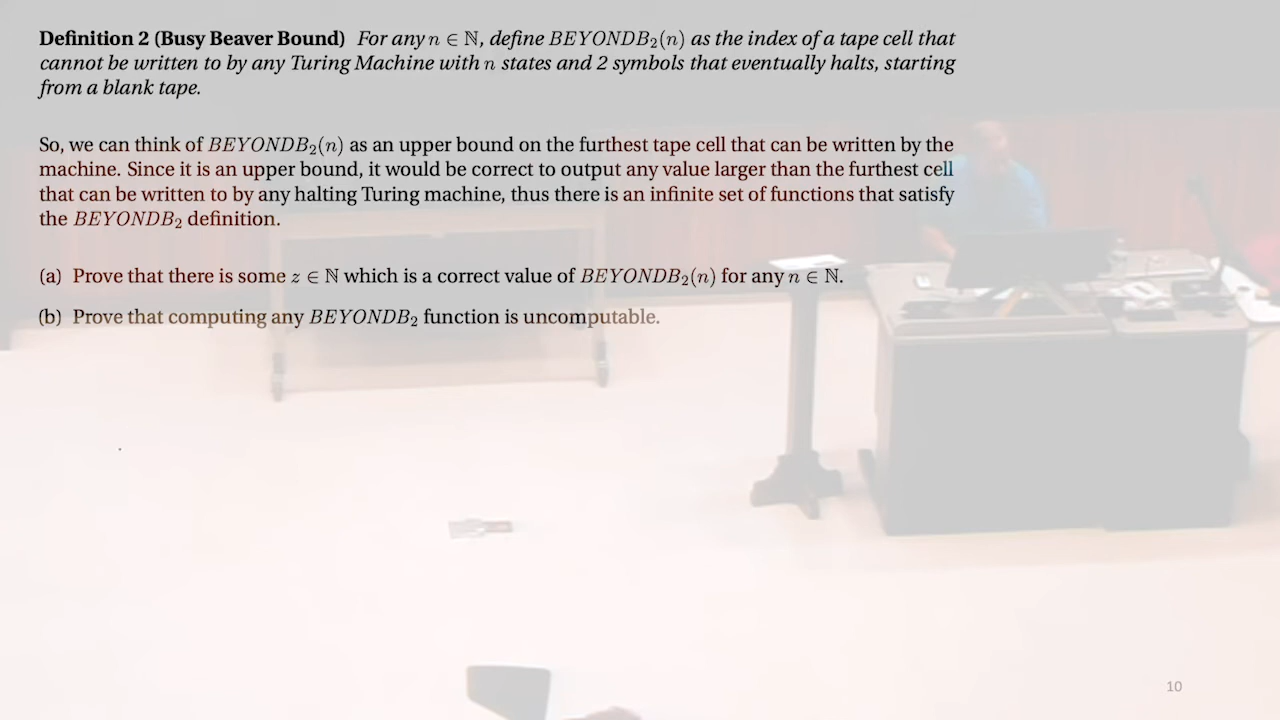 Definition 2 (Busy Beaver Bound) For any n ∈ ℕ, define BEYONDB₂(n) as the index of a tape cell that
cannot be written to by any Turing Machine with n states and 2 symbols that eventually halts, starting
from a blank tape.
So, we can think of BEYONDB₂(n) as an upper bound on the furthest tape cell that can be written by the
machine. Since it is an upper bound, it would be correct to output any value larger than the furthest cell
that can be written to by any halting Turing machine, thus there is an infinite set of functions that satisfy
the BEYONDB₂ definition.
(a) Prove that there is some z ∈ ℕ which is a correct value of BEYONDB₂(n) for any n ∈ ℕ.
(b) Prove that computing any BEYONDB₂ function is uncomputable.
10